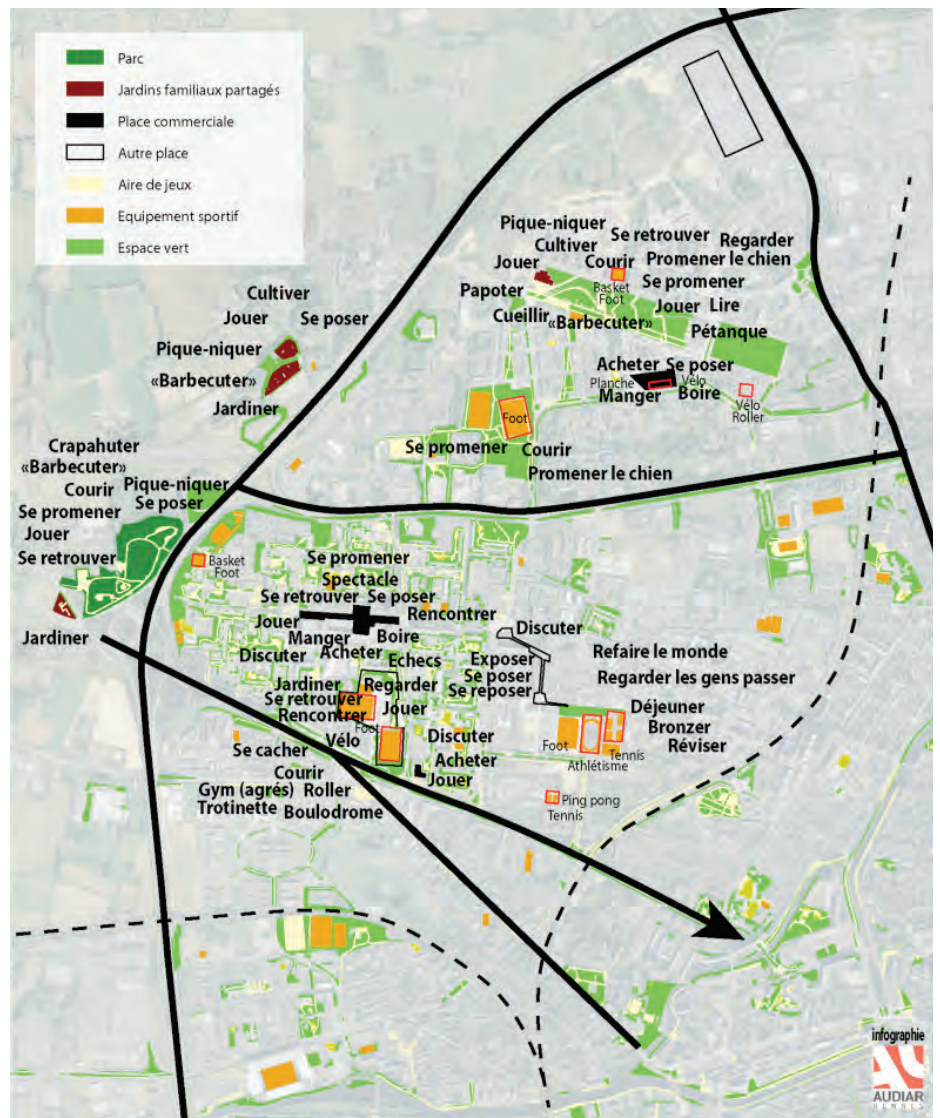 Parc
Jardins familiaux partagés
Place commerciale
Autre place
Aire de jeux
Equipement sportif
Espace vert
Pique-niquer
Cultiver
Se retrouver
Regarder
Jouer
Courir
Promener le chien
Papoter
Basket
Foot
Se promener
Cueillir
«Barbecuter»
Jouer
Lire
Pétanque
Cultiver
Jouer
Se poser
Pique-niquer
«Barbecuter»
Jardiner
Acheter
Se poser
Planche
Vélo
Manger
Boire
Vélo
Roller
Foot
Se promener
Courir
Promener le chien
Crapahuter
«Barbecuter»
Courir
Pique-niquer
Se promener
Se poser
Jouer
Se retrouver
Jardiner
Basket
Foot
Se promener
Spectacle
Se retrouver
Se poser
Jouer
Rencontrer
Manger
Boire
Discuter
Acheter
Echecs
Discuter
Exposer
Se poser
Se reposer
Refaire le monde
Regarder les gens passer
Jardiner
Regarder
Se retrouver
Jouer
Rencontrer
Foot
Vélo
Se cacher
Discuter
Acheter
Jouer
Déjeuner
Bronzer
Réviser
Foot
Tennis
Athlétisme
Courir
Gym (agrés)
Roller
Trotinette
Boulodrome
Ping pong
Tennis
infographie
AU
AUDIAR
RENNES